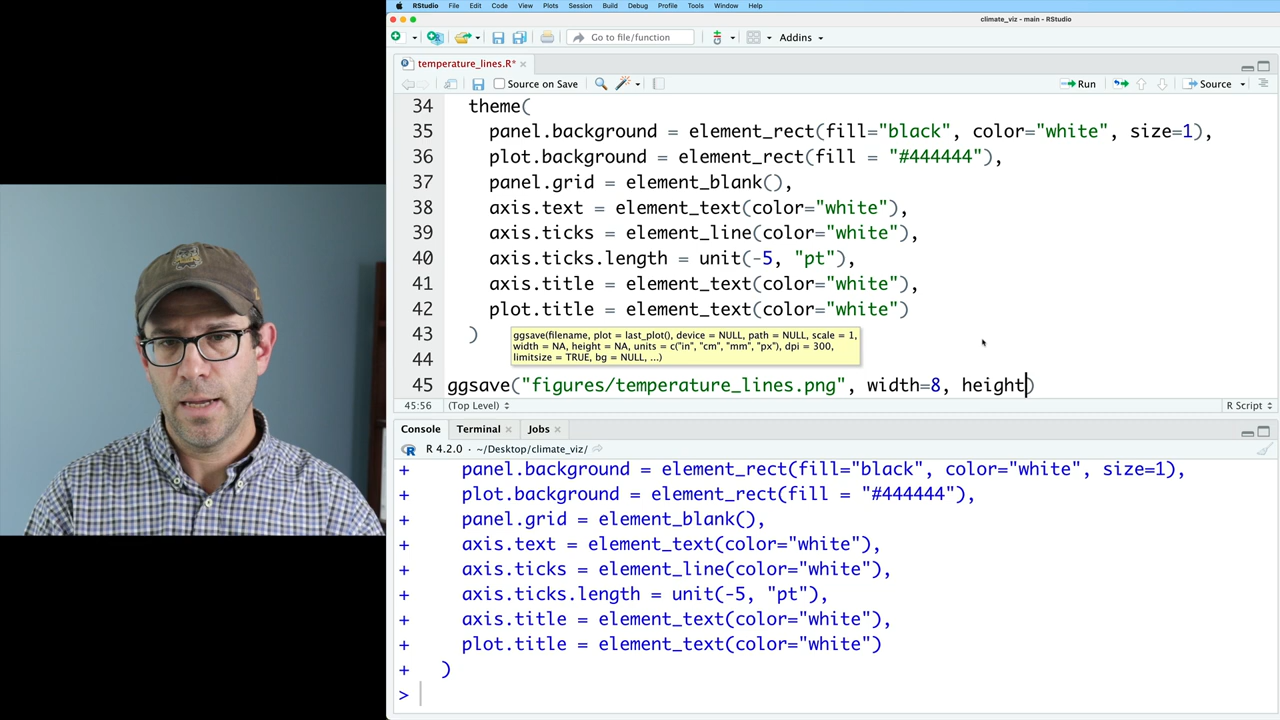 RStudio File Edit Code View Plots Session Build Debug Profile Tools Window Help
climate_viz - main - RStudio
Go to file/function Addins
temperature_lines.R*
Source on Save Run Source
34 theme(
35 panel.background = element_rect(fill="black", color="white", size=1),
36 plot.background = element_rect(fill = "#444444"),
37 panel.grid = element_blank(),
38 axis.text = element_text(color="white"),
39 axis.ticks = element_line(color="white"),
40 axis.ticks.length = unit(-5, "pt"),
41 axis.title = element_text(color="white"),
42 plot.title = element_text(color="white")
43 )
ggsave(filename, plot = last_plot(), device = NULL, path = NULL, scale = 1,
width = NA, height = NA, units = c("in", "cm", "mm", "px"), dpi = 300,
limitsize = TRUE, bg = NULL, ...)
44
45 ggsave("figures/temperature_lines.png", width=8, height)
45:56 (Top Level) R Script
Console Terminal Jobs
R 4.2.0 · ~/Desktop/climate_viz/
+ panel.background = element_rect(fill="black", color="white", size=1),
+ plot.background = element_rect(fill = "#444444"),
+ panel.grid = element_blank(),
+ axis.text = element_text(color="white"),
+ axis.ticks = element_line(color="white"),
+ axis.ticks.length = unit(-5, "pt"),
+ axis.title = element_text(color="white"),
+ plot.title = element_text(color="white")
+ )
>